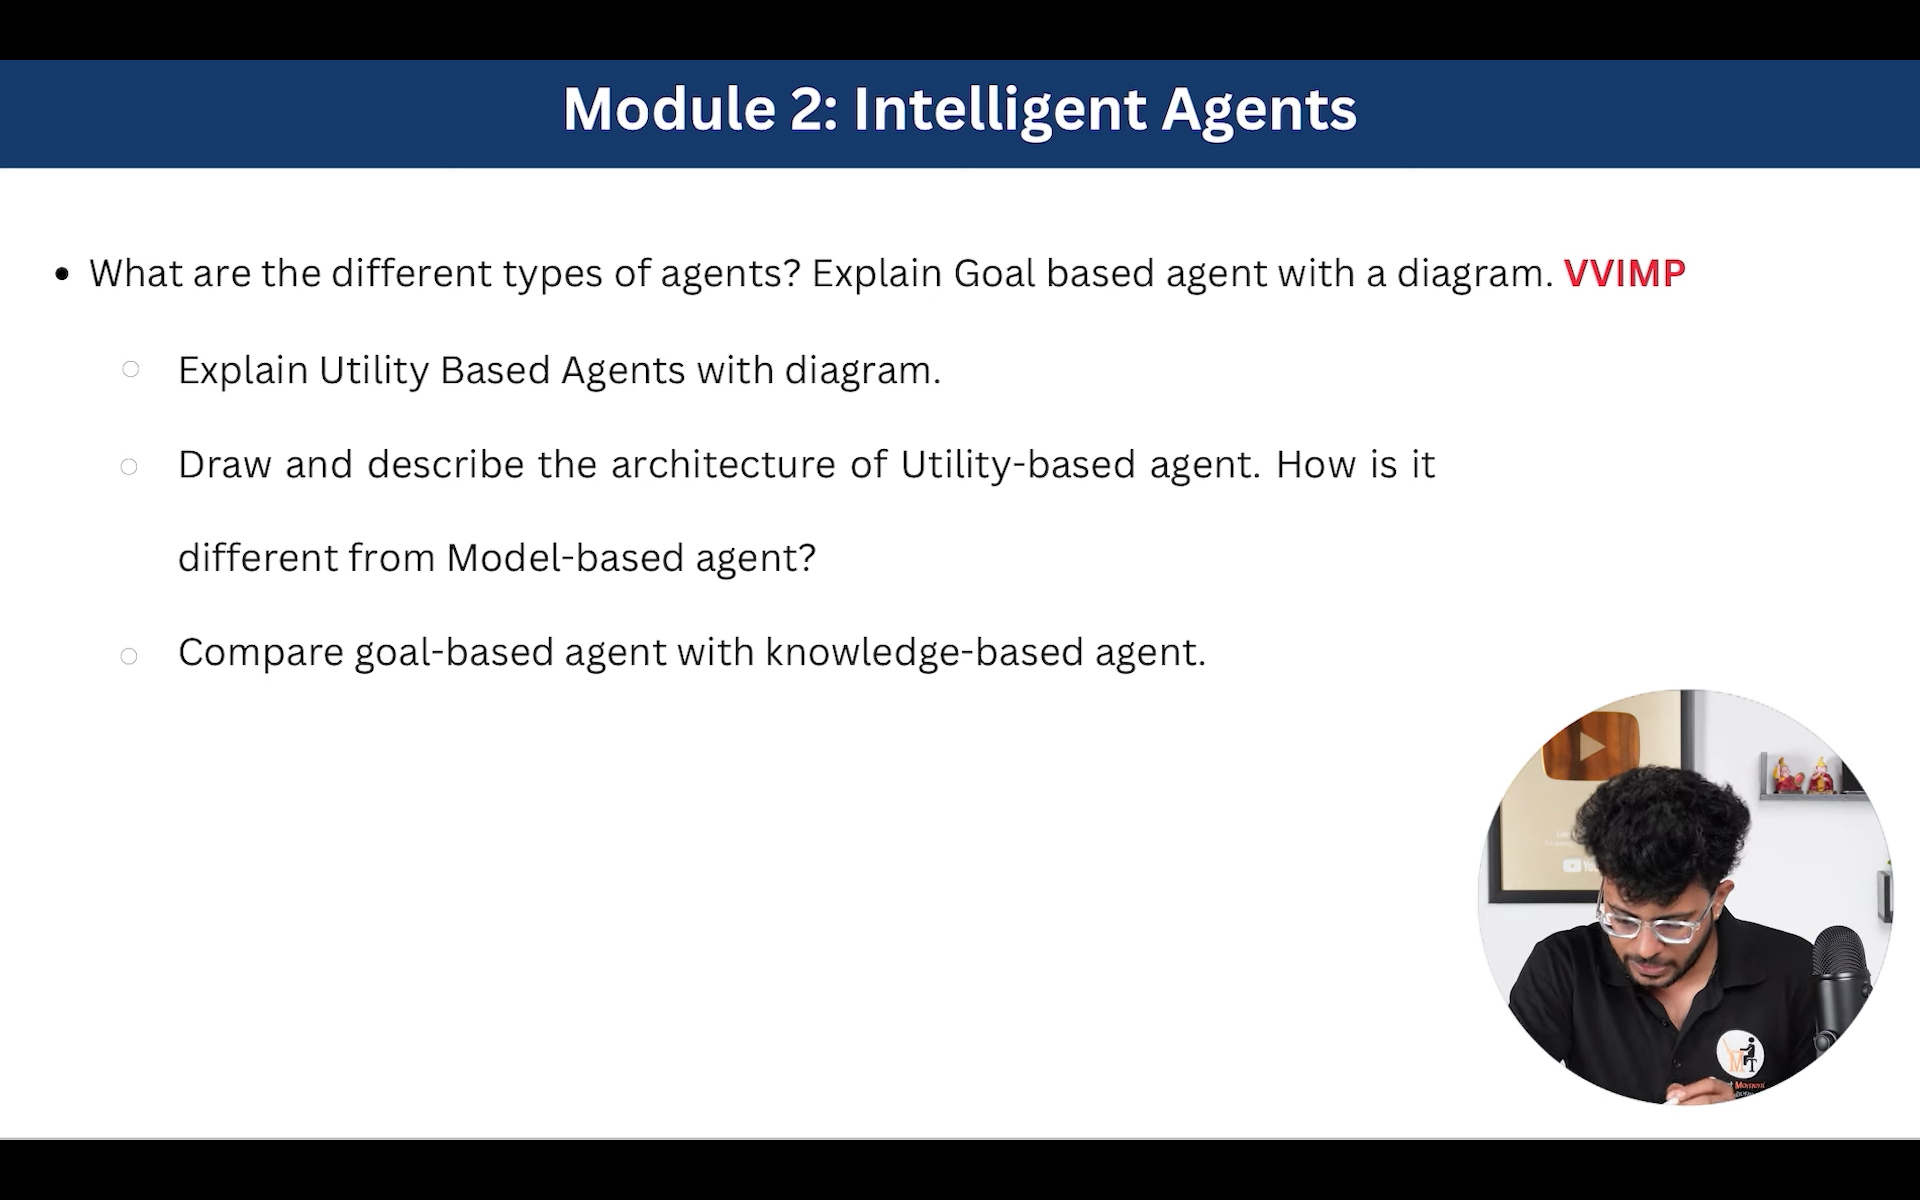 Module 2: Intelligent Agents
What are the different types of agents? Explain Goal based agent with a diagram. VVIMP
Explain Utility Based Agents with diagram.
Draw and describe the architecture of Utility-based agent. How is it
different from Model-based agent?
Compare goal-based agent with knowledge-based agent.
MT
Moment